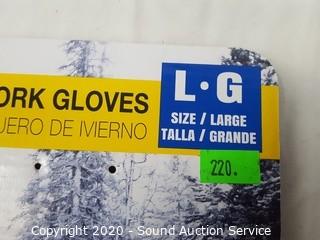 ORK GLOVES
UERO DE IVIERNO
L·G
SIZE / LARGE
TALLA / GRANDE
220.
Copyright 2020 - Sound Auction Service